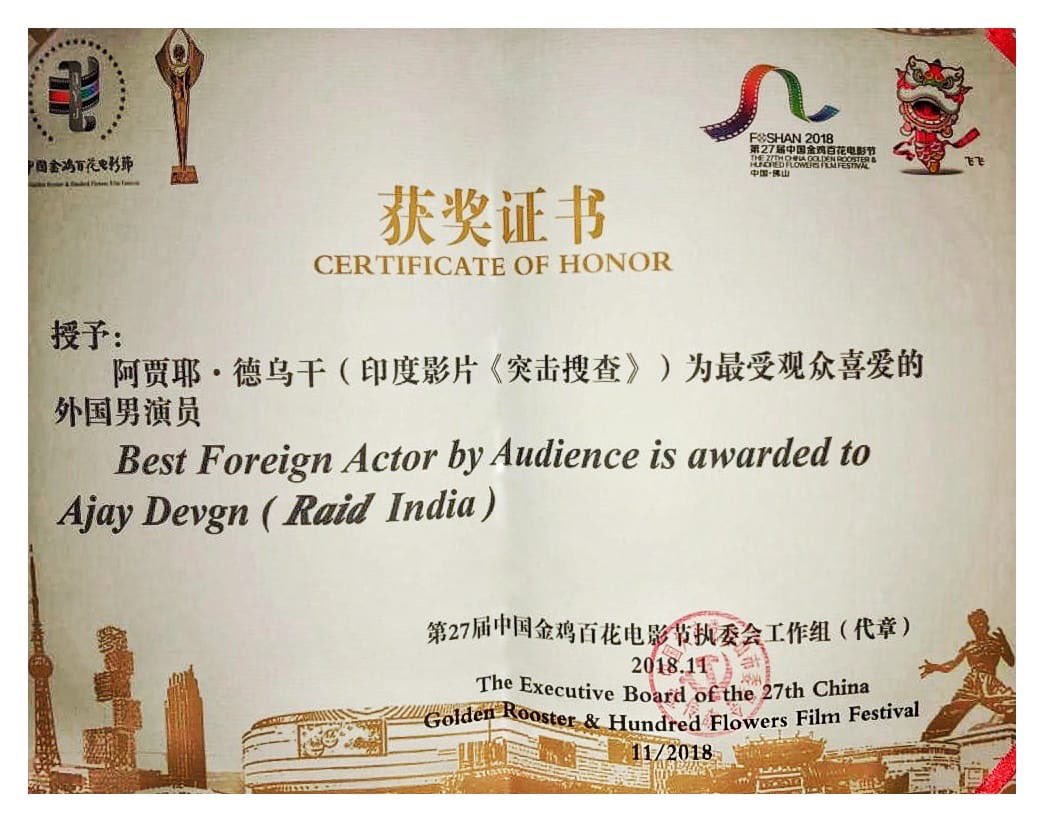 中国金鸡百花电影节
Golden Rooster & Hundred Flowers Film Festival
FOSHAN 2018
第27届中国金鸡百花电影节
THE 27TH CHINA GOLDEN ROOSTER &
HUNDRED FLOWERS FILM FESTIVAL
中国·佛山
飞飞
获奖证书
CERTIFICATE OF HONOR
授予:
阿贾耶·德乌干(印度影片《突击搜查》)为最受观众喜爱的
外国男演员
Best Foreign Actor by Audience is awarded to
Ajay Devgn ( Raid India )
第27届中国金鸡百花电影节执委会工作组(代章)
2018.11
The Executive Board of the 27th China
Golden Rooster & Hundred Flowers Film Festival
11/2018